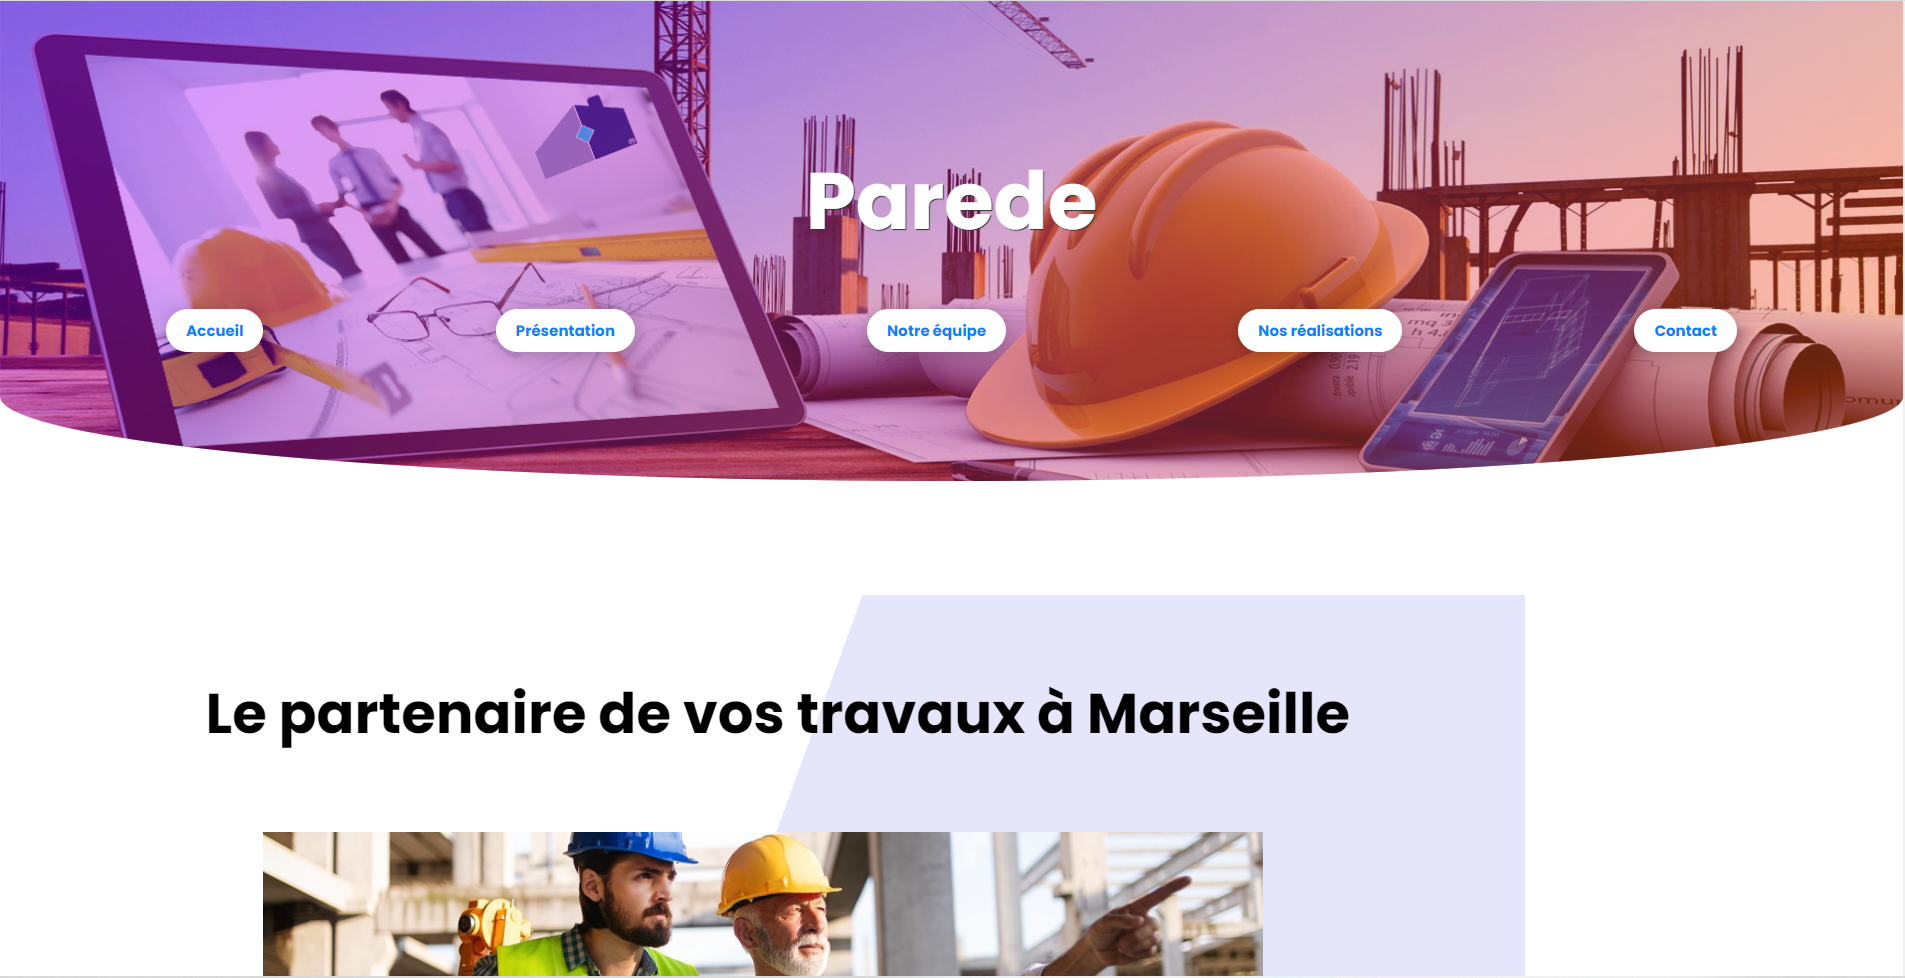 Parede
Accueil
Présentation
Notre équipe
Nos réalisations
Contact
Le partenaire de vos travaux à Marseille